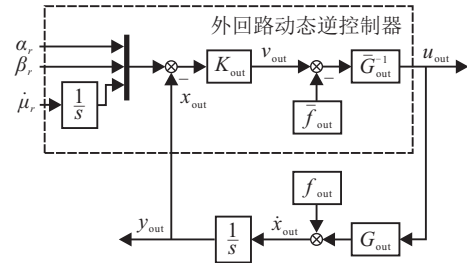 外回路动态逆控制器
α_r
β_r
μ̇_r
1/s
−
x_out
K_out
v_out
−
f̄_out
Ḡ_out^{-1}
u_out
f_out
y_out
1/s
ẋ_out
G_out